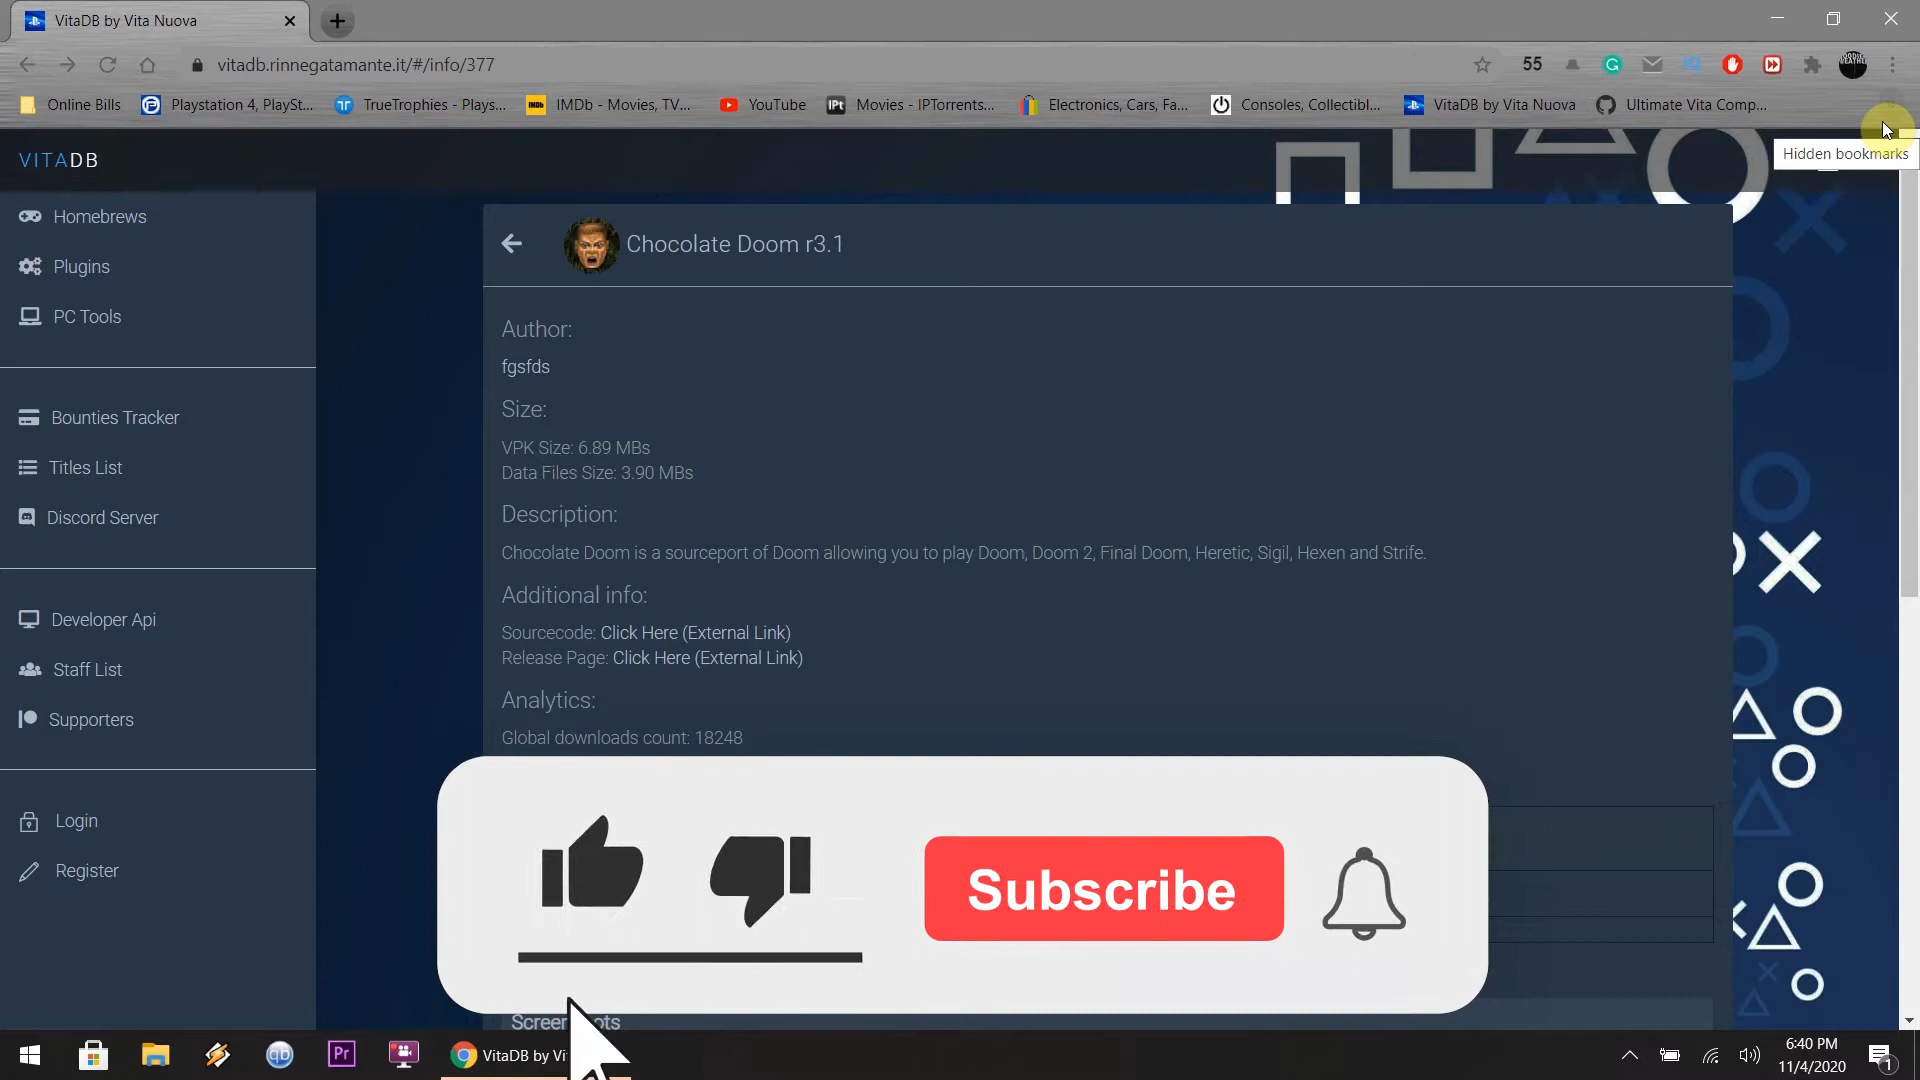 VitaDB by Vita Nuova
vitadb.rinnegatamante.it/#/info/377
55
Online Bills
Playstation 4, PlaySt...
TrueTrophies - Plays...
IMDb - Movies, TV...
YouTube
Movies - IPTorrents...
Electronics, Cars, Fa...
Consoles, Collectibl...
VitaDB by Vita Nuova
Ultimate Vita Comp...
Hidden bookmarks
VITADB
Homebrews
Plugins
PC Tools
Bounties Tracker
Titles List
Discord Server
Developer Api
Staff List
Supporters
Login
Register
Chocolate Doom r3.1
Author:
fgsfds
Size:
VPK Size: 6.89 MBs
Data Files Size: 3.90 MBs
Description:
Chocolate Doom is a sourceport of Doom allowing you to play Doom, Doom 2, Final Doom, Heretic, Sigil, Hexen and Strife.
Additional info:
Sourcecode: Click Here (External Link)
Release Page: Click Here (External Link)
Analytics:
Global downloads count: 18248
Subscribe
VitaDB by Vi
6:40 PM
11/4/2020
1